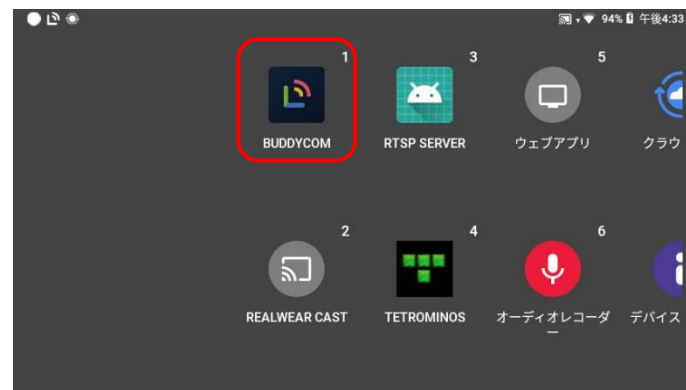 94% 午後4:33
1
3
5
BUDDYCOM
RTSP SERVER
ウェブアプリ
クラウ
2
4
6
REALWEAR CAST
TETROMINOS
オーディオレコーダ
ー
デバイス